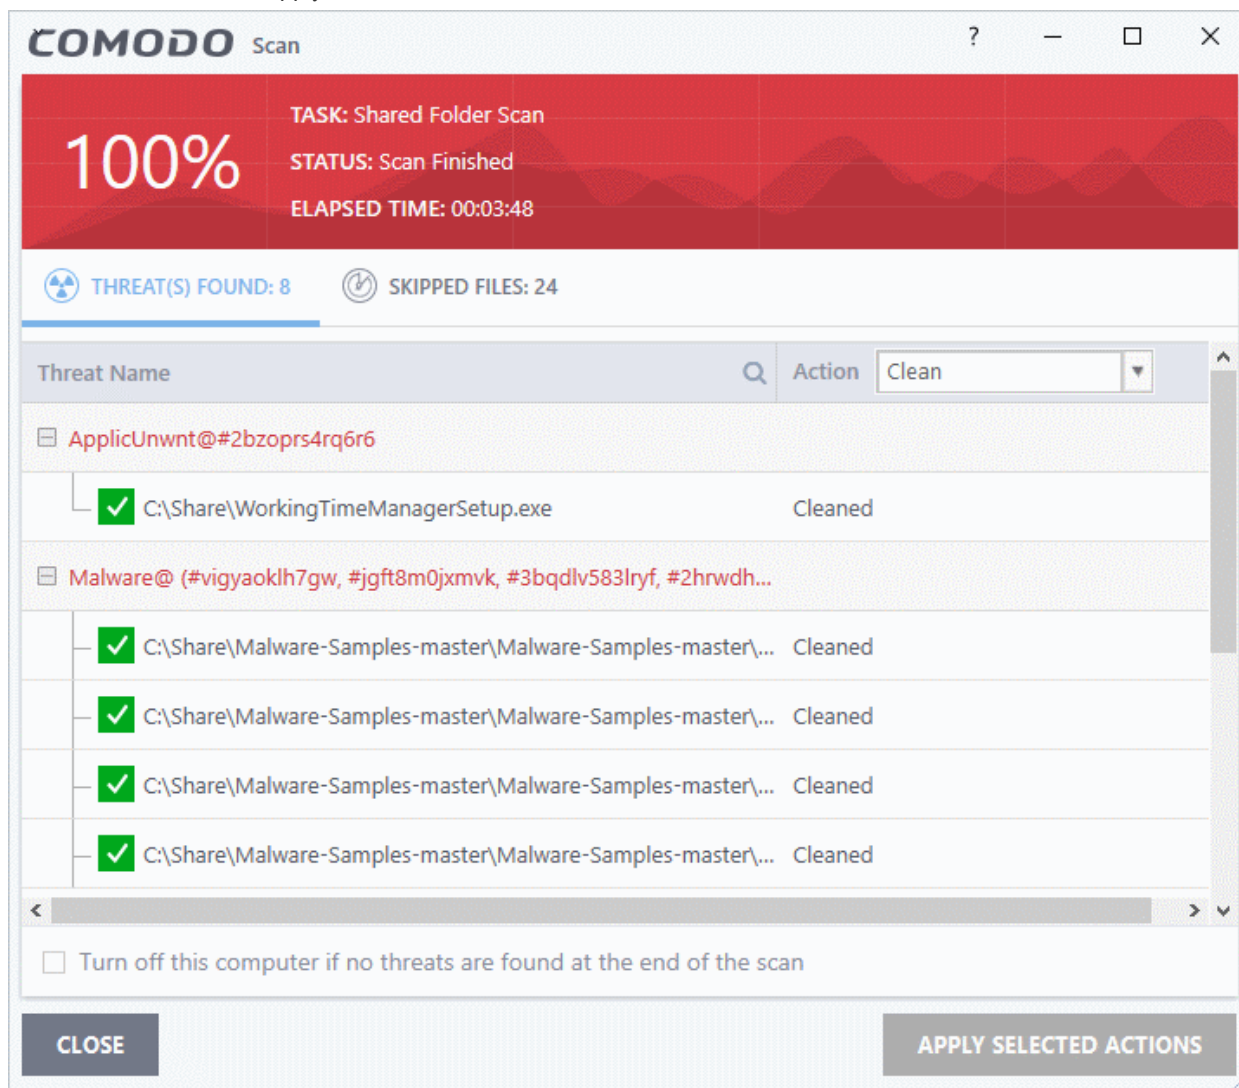 COMODO Scan ?
100%
TASK: Shared Folder Scan
STATUS: Scan Finished
ELAPSED TIME: 00:03:48
THREAT(S) FOUND: 8 SKIPPED FILES: 24
Threat Name Action Clean
ApplicUnwnt@#2bzoprs4rq6r6
C:\Share\WorkingTimeManagerSetup.exe Cleaned
Malware@ (#vigyaoklh7gw, #jgft8m0jxmvk, #3bqdlv583lryf, #2hrwdh...
C:\Share\Malware-Samples-master\Malware-Samples-master\... Cleaned
C:\Share\Malware-Samples-master\Malware-Samples-master\... Cleaned
C:\Share\Malware-Samples-master\Malware-Samples-master\... Cleaned
C:\Share\Malware-Samples-master\Malware-Samples-master\... Cleaned
Turn off this computer if no threats are found at the end of the scan
CLOSE APPLY SELECTED ACTIONS